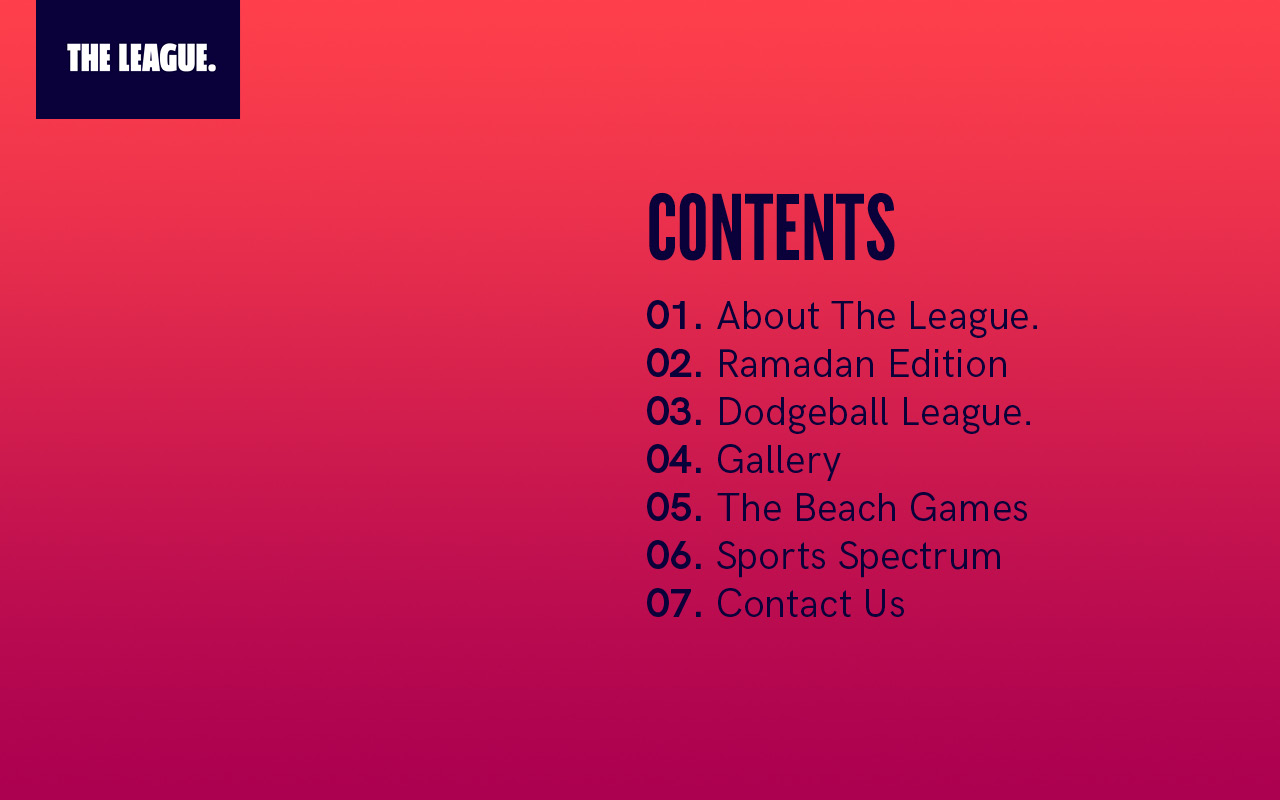 THE LEAGUE.
CONTENTS
01. About The League.
02. Ramadan Edition
03. Dodgeball League.
04. Gallery
05. The Beach Games
06. Sports Spectrum
07. Contact Us